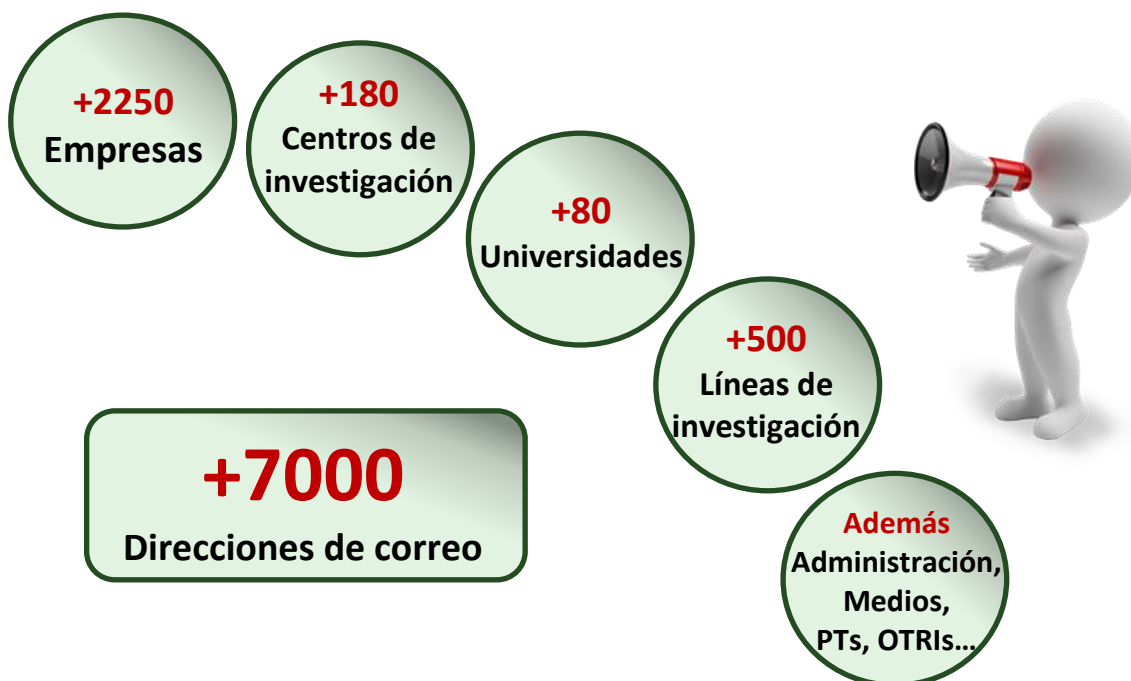 +2250
Empresas
+180
Centros de
investigación
+80
Universidades
+500
Líneas de
investigación
+7000
Direcciones de correo
Además
Administración,
Medios,
PTs, OTRIs...